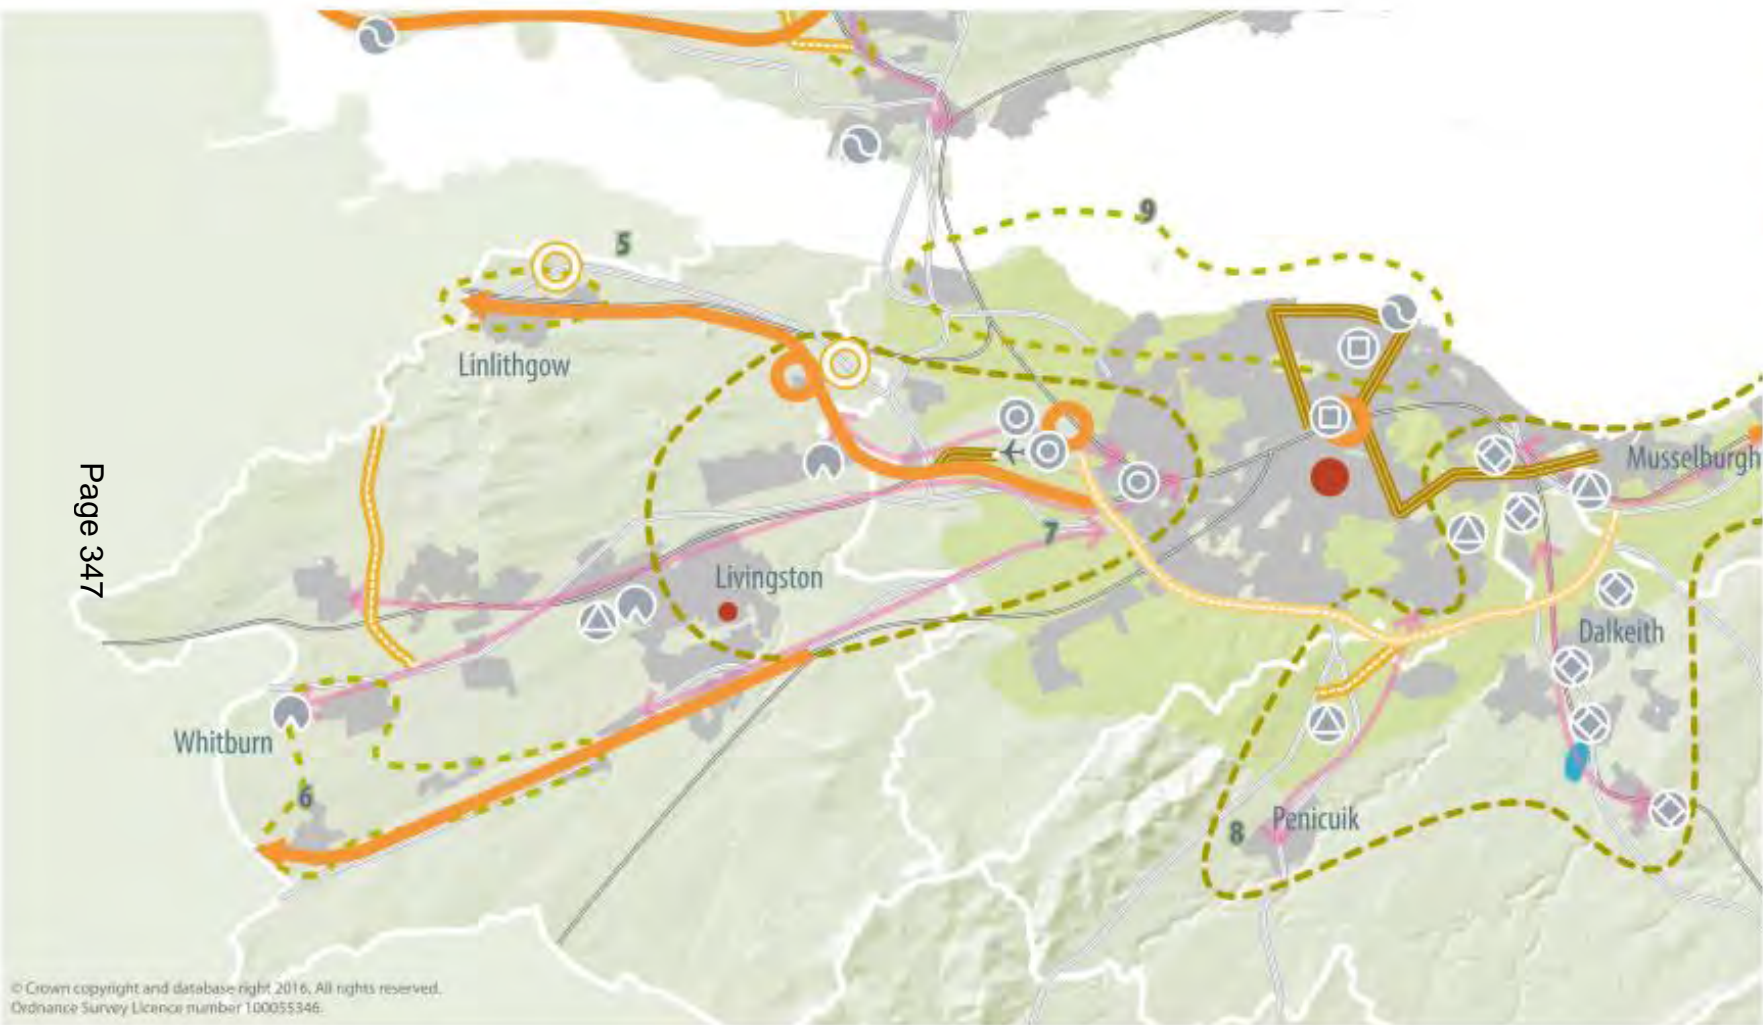 9
5
Linlithgow
Musselburgh
Page 347
7
Livingston
Dalkeith
Whitburn
6
8
Penicuik
© Crown copyright and database right 2016. All rights reserved.
Ordnance Survey Licence number 100055346.